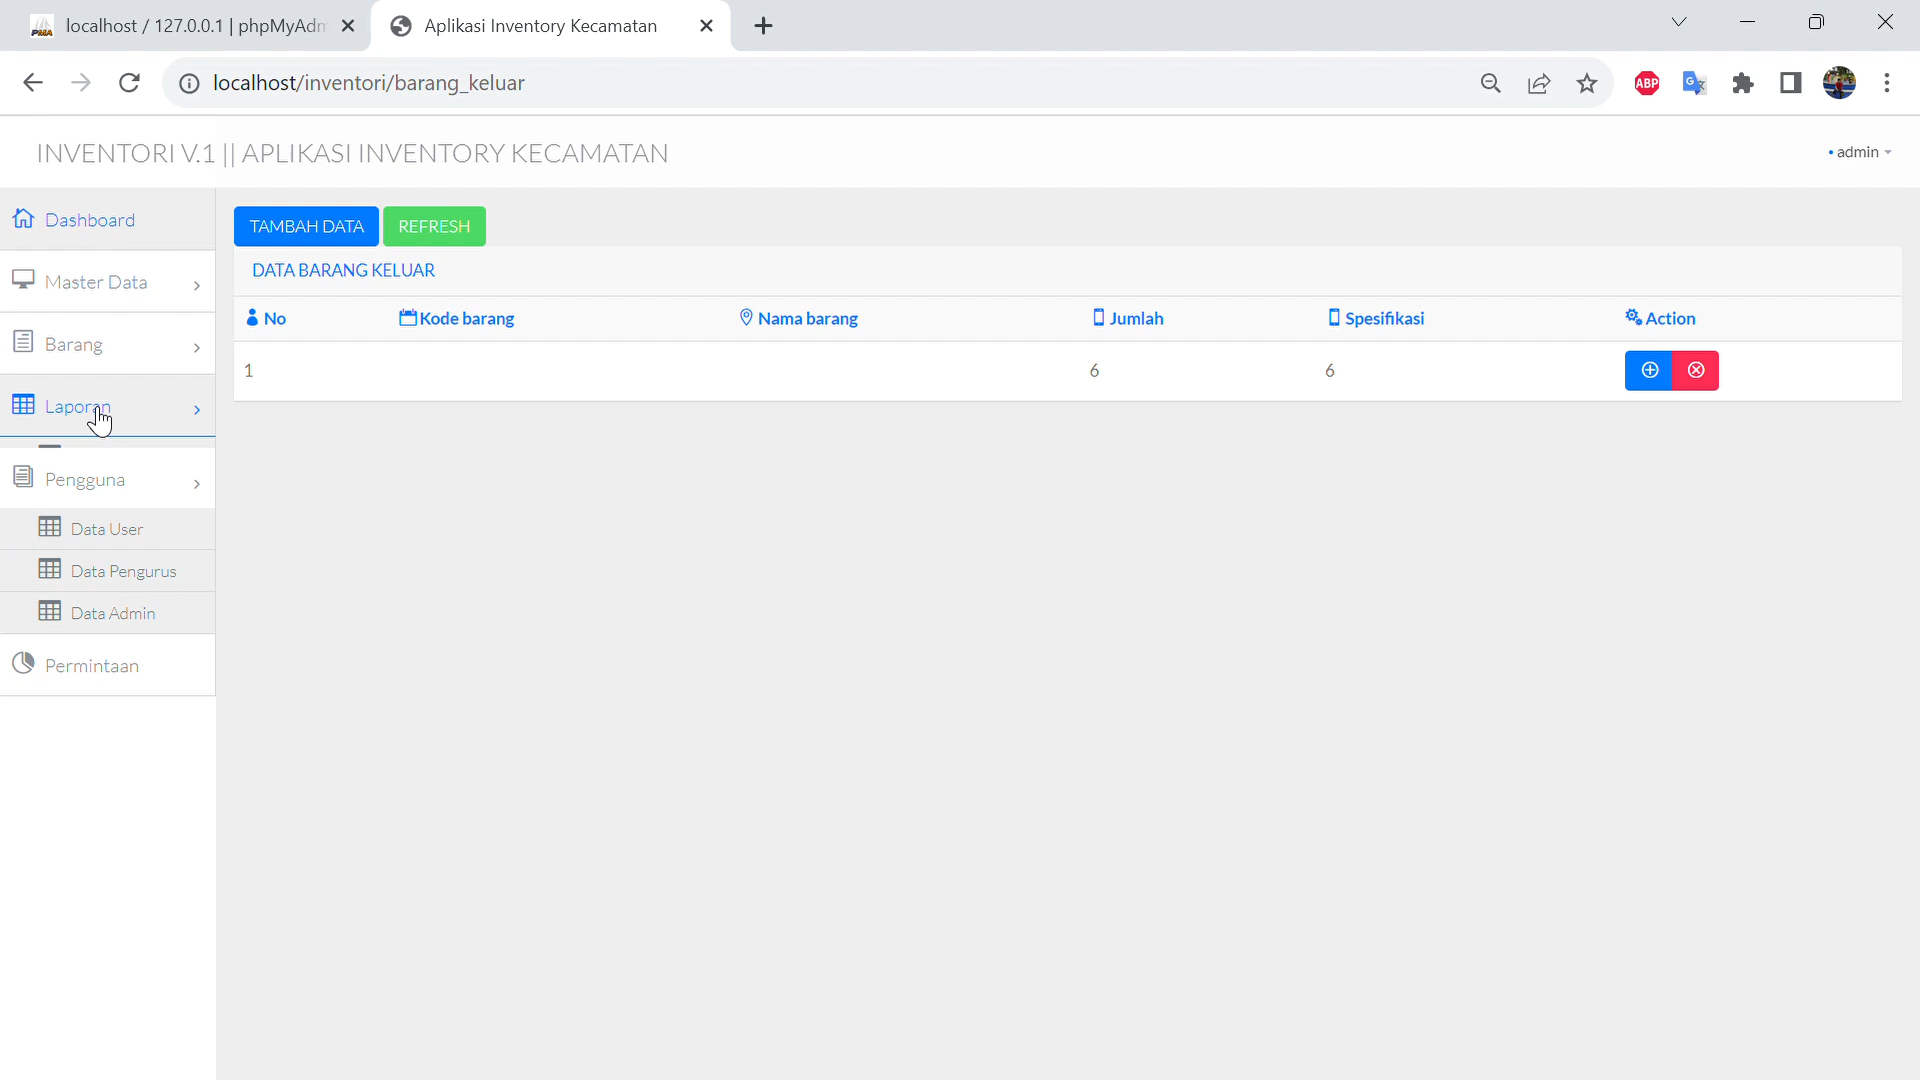 localhost / 127.0.0.1 | phpMyAdm
Aplikasi Inventory Kecamatan
localhost/inventori/barang_keluar
ABP
INVENTORI V.1 || APLIKASI INVENTORY KECAMATAN
admin
Dashboard
Master Data
Barang
Laporan
Pengguna
Data User
Data Pengurus
Data Admin
Permintaan
TAMBAH DATA
REFRESH
DATA BARANG KELUAR
No Kode barang Nama barang Jumlah Spesifikasi Action
1 6 6